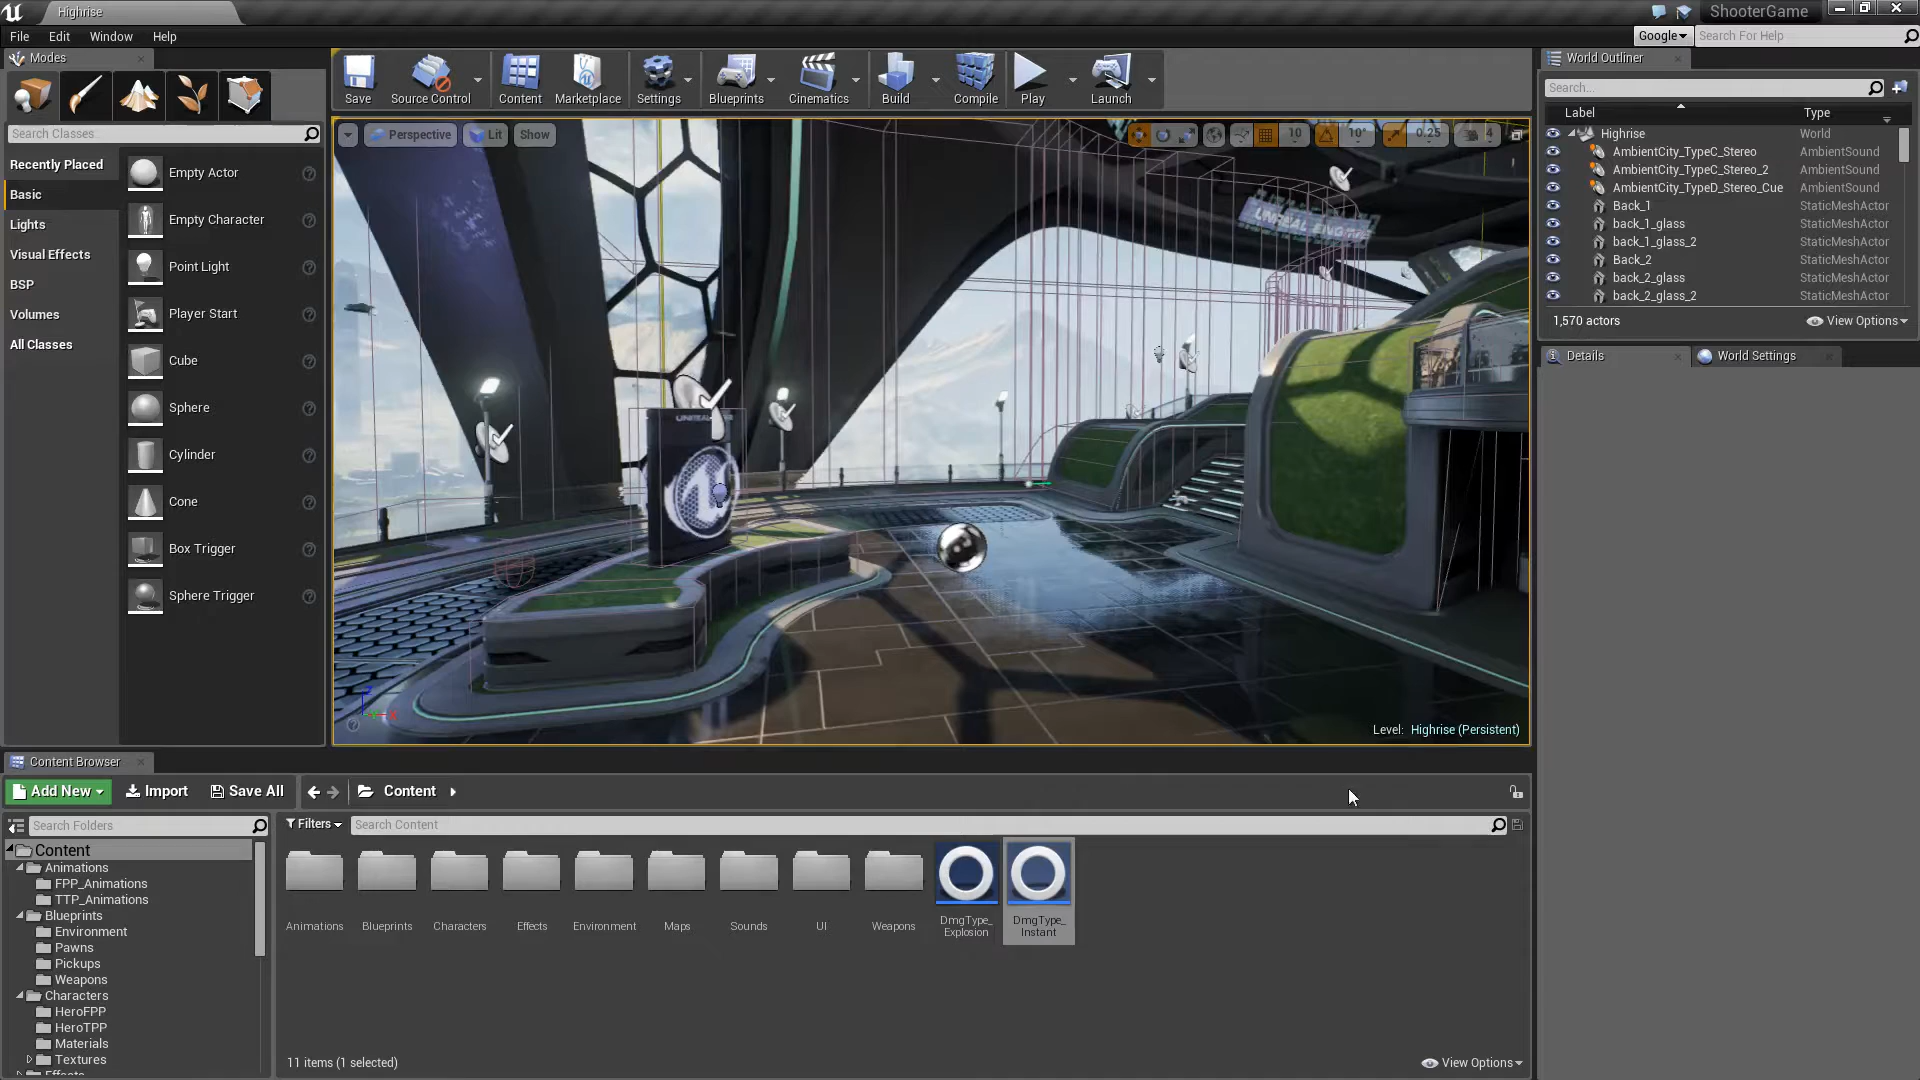 Highrise
ShooterGame
File Edit Window Help
Google Search For Help
Modes
Save Source Control Content Marketplace Settings Blueprints Cinematics Build Compile Play Launch
World Outliner
Search...
Label Type
Search Classes
Recently Placed
Basic
Lights
Visual Effects
BSP
Volumes
All Classes
Empty Actor
Empty Character
Point Light
Player Start
Cube
Sphere
Cylinder
Cone
Box Trigger
Sphere Trigger
Perspective Lit Show
10 10° 0.25 4
UNREAL ENGINE
Level: Highrise (Persistent)
Highrise World
AmbientCity_TypeC_Stereo AmbientSound
AmbientCity_TypeC_Stereo_2 AmbientSound
AmbientCity_TypeD_Stereo_Cue AmbientSound
Back_1 StaticMeshActor
back_1_glass StaticMeshActor
back_1_glass_2 StaticMeshActor
Back_2 StaticMeshActor
back_2_glass StaticMeshActor
back_2_glass_2 StaticMeshActor
1,570 actors View Options
Details World Settings
Content Browser
Add New Import Save All Content
Search Folders
Content
Animations
FPP_Animations
TTP_Animations
Blueprints
Environment
Pawns
Pickups
Weapons
Characters
HeroFPP
HeroTPP
Materials
Textures
Effects
Filters Search Content
Animations Blueprints Characters Effects Environment Maps Sounds UI Weapons
DmgType_
Explosion
DmgType_
Instant
11 items (1 selected) View Options